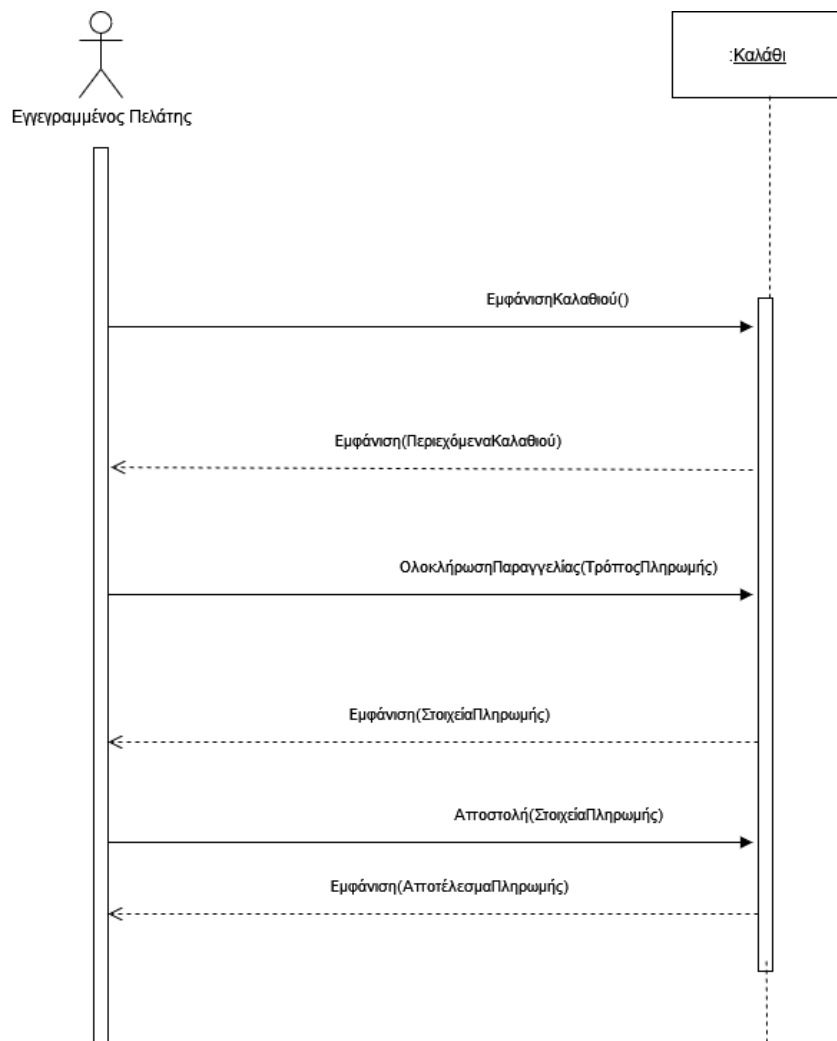 Εγγεγραμμένος Πελάτης
:Καλάθι
ΕμφάνισηΚαλαθιού()
Εμφάνιση(ΠεριεχόμεναΚαλαθιού)
ΟλοκλήρωσηΠαραγγελίας(ΤρόποςΠληρωμής)
Εμφάνιση(ΣτοιχείαΠληρωμής)
Αποστολή(ΣτοιχείαΠληρωμής)
Εμφάνιση(ΑποτέλεσμαΠληρωμής)